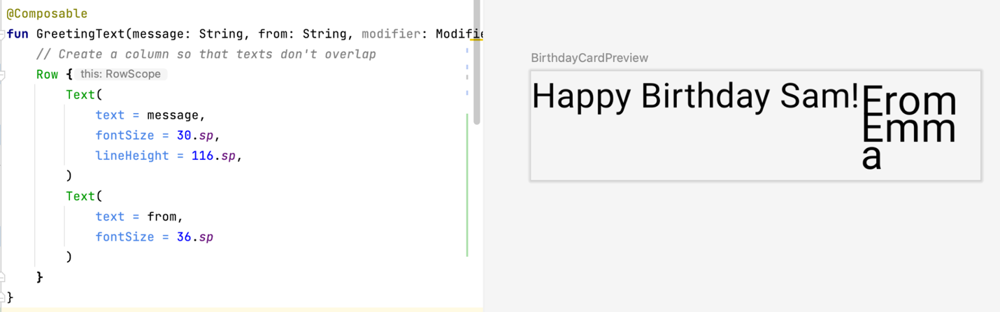 @Composable
fun GreetingText(message: String, from: String, modifier: Modifie
// Create a column so that texts don't overlap
Row { this: RowScope
Text(
text = message,
fontSize = 30.sp,
lineHeight = 116.sp,
)
Text(
text = from,
fontSize = 36.sp
)
}
}
BirthdayCardPreview
Happy Birthday Sam!
From
Emm
a